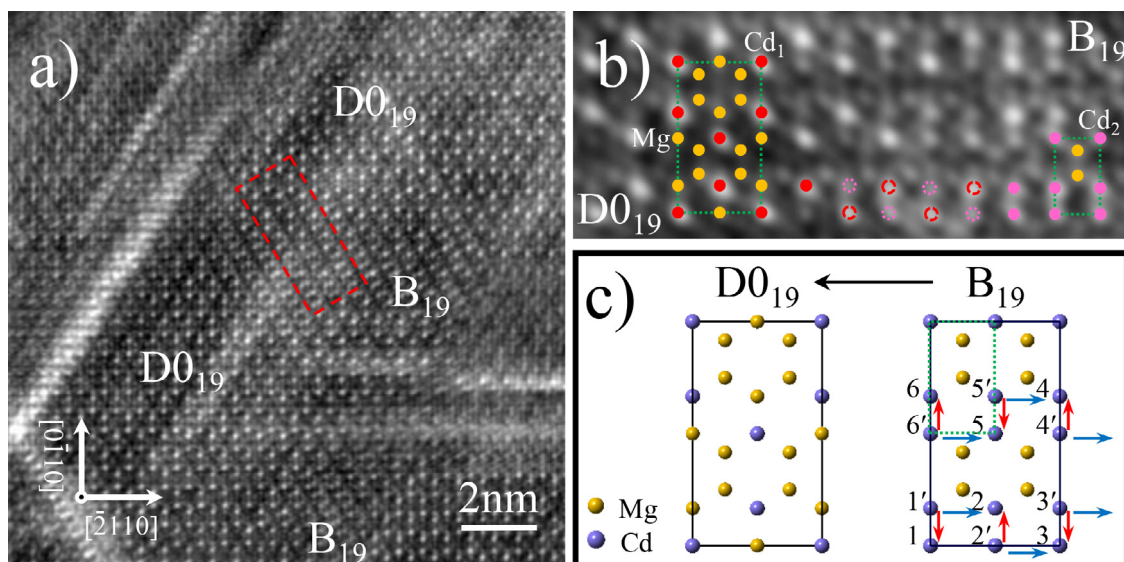 a)
D0₁₉
B₁₉
D0₁₉
[01̄10]
[2̄110]
2nm
B₁₉
b)
Cd₁
B₁₉
Mg
Cd₂
D0₁₉
c)
D0₁₉ B₁₉
6 5′ 4
6′ 5 4′
1′ 2 3′
1 2′ 3
Mg
Cd